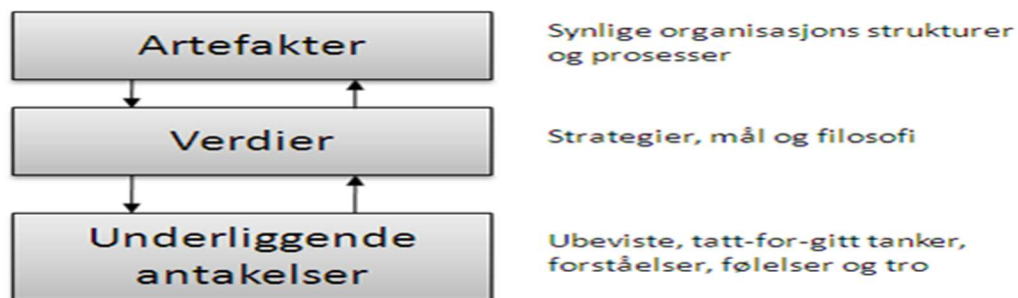 Artefakter
Synlige organisasjons strukturer
og prosesser
Verdier
Strategier, mål og filosofi
Underliggende
antakelser
Ubeviste, tatt-for-gitt tanker,
forståelser, følelser og tro